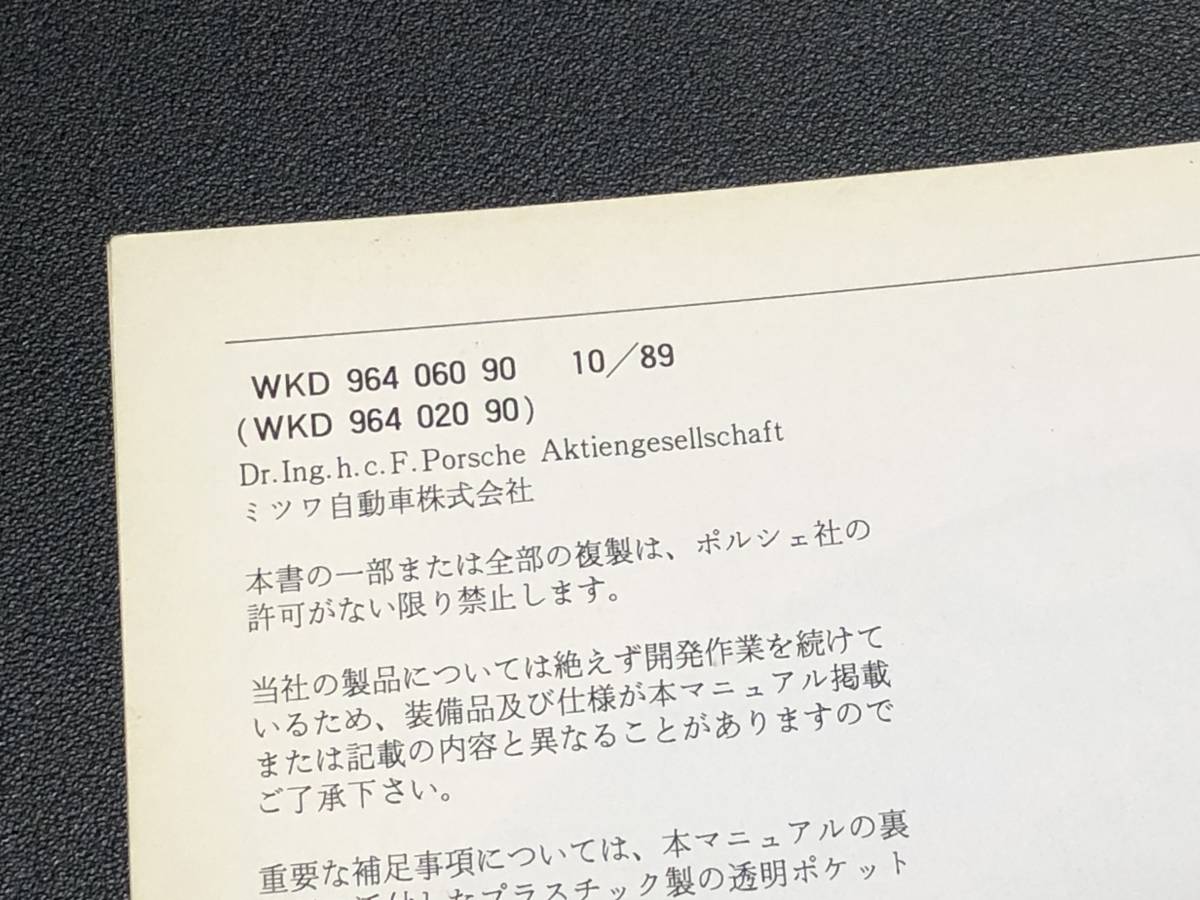 WKD 964 060 90 10/89
(WKD 964 020 90)
Dr.Ing.h.c.F.Porsche Aktiengesellschaft
ミツワ自動車株式会社
本書の一部または全部の複製は、ポルシェ社の
許可がない限り禁止します。
当社の製品については絶えず開発作業を続けて
いるため、装備品及び仕様が本マニュアル掲載
または記載の内容と異なることがありますので
ご了承下さい。
重要な補足事項については、本マニュアルの裏
したプラスチック製の透明ポケット